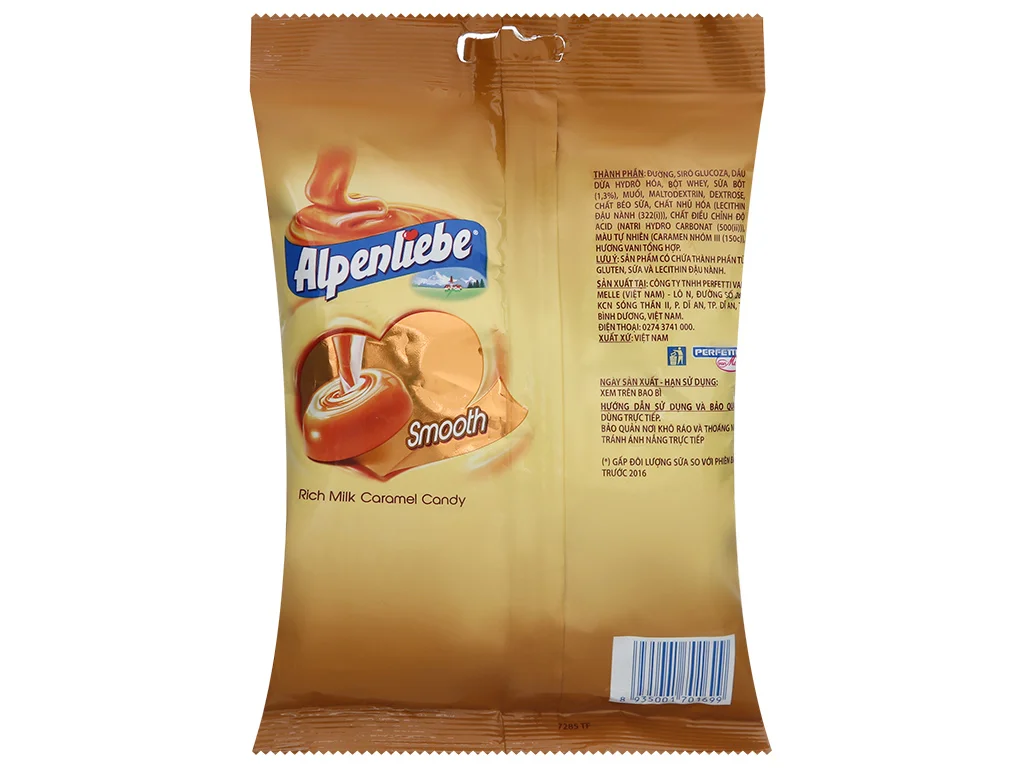 Alpenliebe
Smooth
Rich Milk Caramel Candy
THÀNH PHẦN: ĐƯỜNG, SIRÔ GLUCOZA, DẦU
DỪA HYDRÔ HÓA, BỘT WHEY, SỮA BỘT
(1,3%), MUỐI, MALTODEXTRIN, DEXTROSE,
CHẤT BÉO SỮA, CHẤT NHŨ HÓA (LECITHIN
ĐẬU NÀNH (322(i))), CHẤT ĐIỀU CHỈNH ĐỘ
ACID (NATRI HYDRO CARBONAT (500(ii))),
MÀU TỰ NHIÊN (CARAMEN NHÓM III (150c)),
HƯƠNG VANI TỔNG HỢP.
LƯU Ý: SẢN PHẨM CÓ CHỨA THÀNH PHẦN TỪ
GLUTEN, SỮA VÀ LECITHIN ĐẬU NÀNH.
SẢN XUẤT TẠI: CÔNG TY TNHH PERFETTI VA
MELLE (VIỆT NAM) - LÔ N, ĐƯỜNG SỐ
KCN SÓNG THẦN II, P. DĨ AN, TP. DĨ AN,
BÌNH DƯƠNG, VIỆT NAM.
ĐIỆN THOẠI: 0274 3741 000.
XUẤT XỨ: VIỆT NAM
PERFETTI
NGÀY SẢN XUẤT - HẠN SỬ DỤNG:
XEM TRÊN BAO BÌ
HƯỚNG DẪN SỬ DỤNG VÀ BẢO QU
DÙNG TRỰC TIẾP.
BẢO QUẢN NƠI KHÔ RÁO VÀ THOÁNG
TRÁNH ÁNH NẮNG TRỰC TIẾP
(*) GẤP ĐÔI LƯỢNG SỮA SO VỚI PHIÊN
TRƯỚC 2016
8 935001 701699
7285 TF